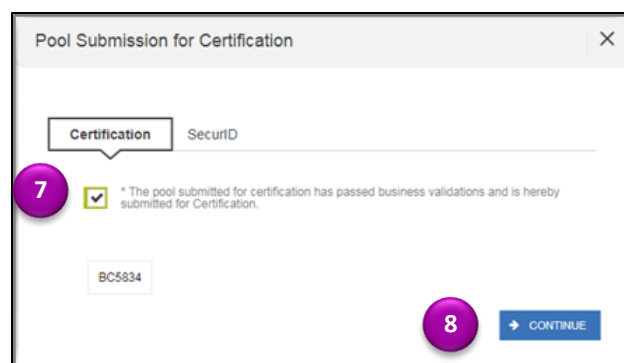 Pool Submission for Certification
Certification SecurID
7
* The pool submitted for certification has passed business validations and is hereby
submitted for Certification.
BC5834
8
CONTINUE